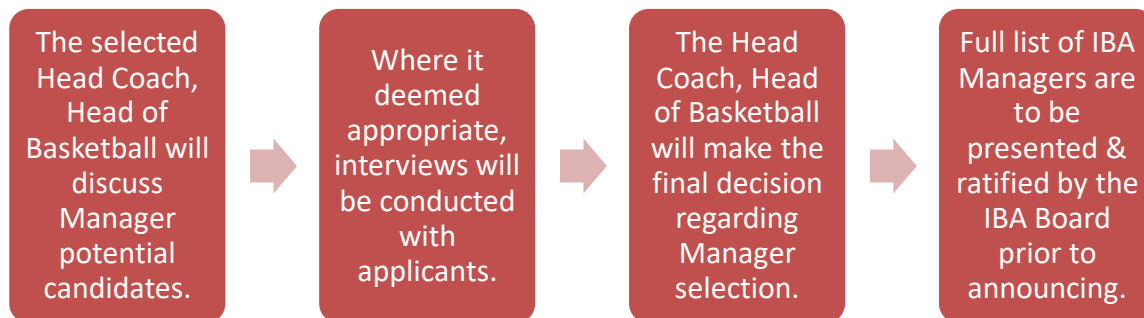 The selected
Head Coach,
Head of
Basketball will
discuss
Manager
potential
candidates.
Where it
deemed
appropriate,
interviews will
be conducted
with
applicants.
The Head
Coach, Head
of Basketball
will make the
final decision
regarding
Manager
selection.
Full list of IBA
Managers are
to be
presented &
ratified by the
IBA Board
prior to
announcing.